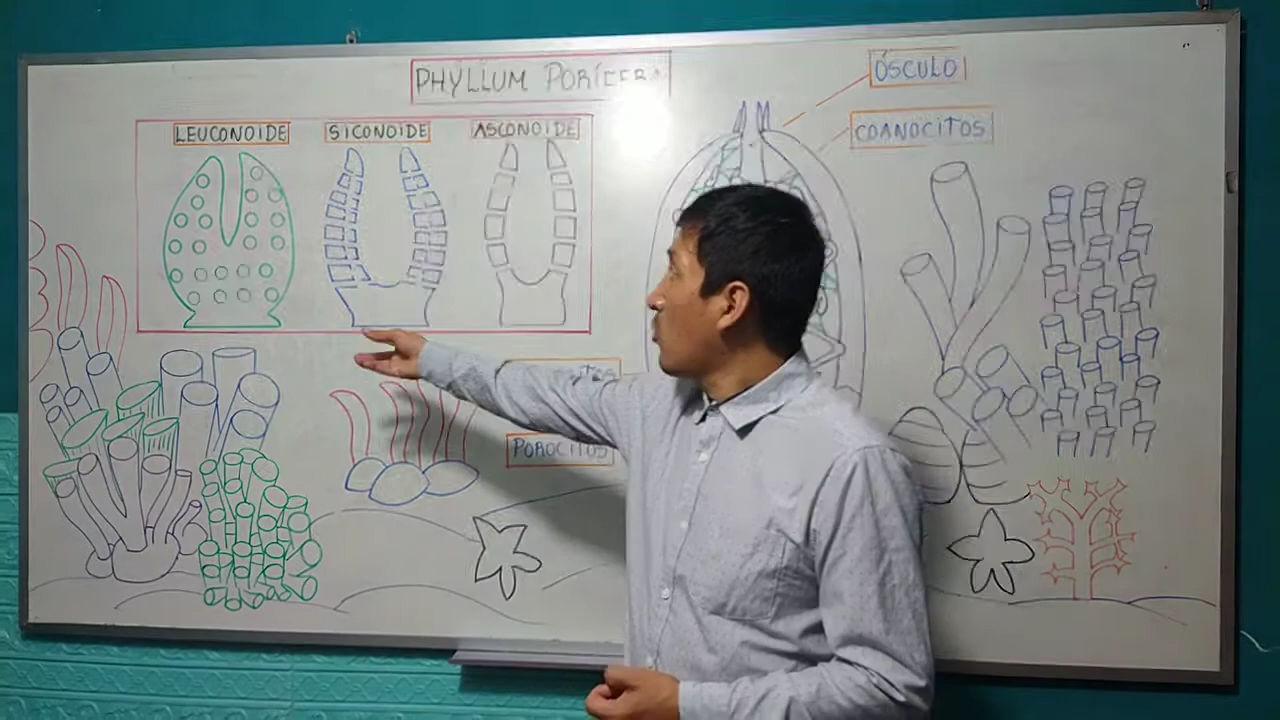 PHYLLUM PORÍFERA
ÓSCULO
COANOCITOS
LEUCONOIDE
SICONOIDE
ASCONOIDE
POROCITOS